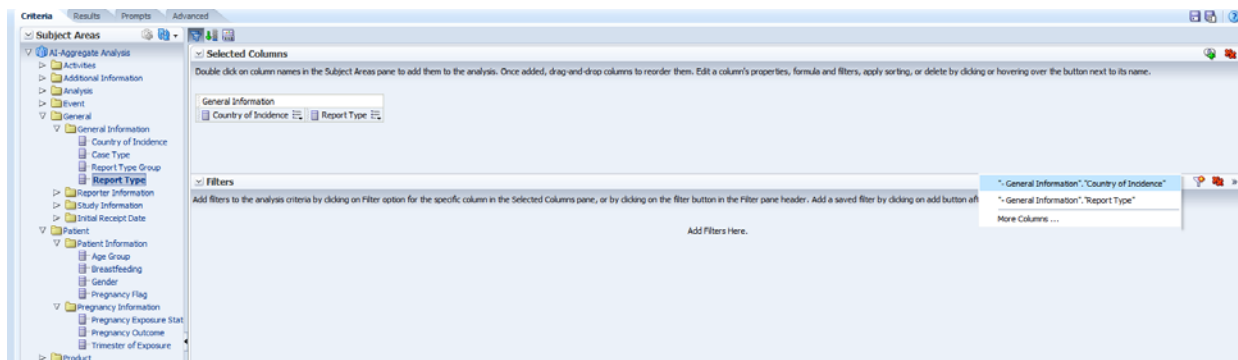 Criteria Results Prompts Advanced
Subject Areas
AI-Aggregate Analysis
Activities
Additional Information
Analysis
Event
General
General Information
Country of Incidence
Case Type
Report Type Group
Report Type
Reporter Information
Study Information
Initial Receipt Date
Patient
Patient Information
Age Group
Breastfeeding
Gender
Pregnancy Flag
Pregnancy Information
Pregnancy Exposure Stat
Pregnancy Outcome
Trimester of Exposure
Product
Selected Columns
Double click on column names in the Subject Areas pane to add them to the analysis. Once added, drag-and-drop columns to reorder them. Edit a column's properties, formula and filters, apply sorting, or delete by clicking or hovering over the button next to its name.
General Information
Country of Incidence Report Type
Filters
Add filters to the analysis criteria by clicking on Filter option for the specific column in the Selected Columns pane, or by clicking on the filter button in the Filter pane header. Add a saved filter by clicking on add button aft
Add Filters Here.
"- General Information"."Country of Incidence"
"- General Information"."Report Type"
More Columns ...